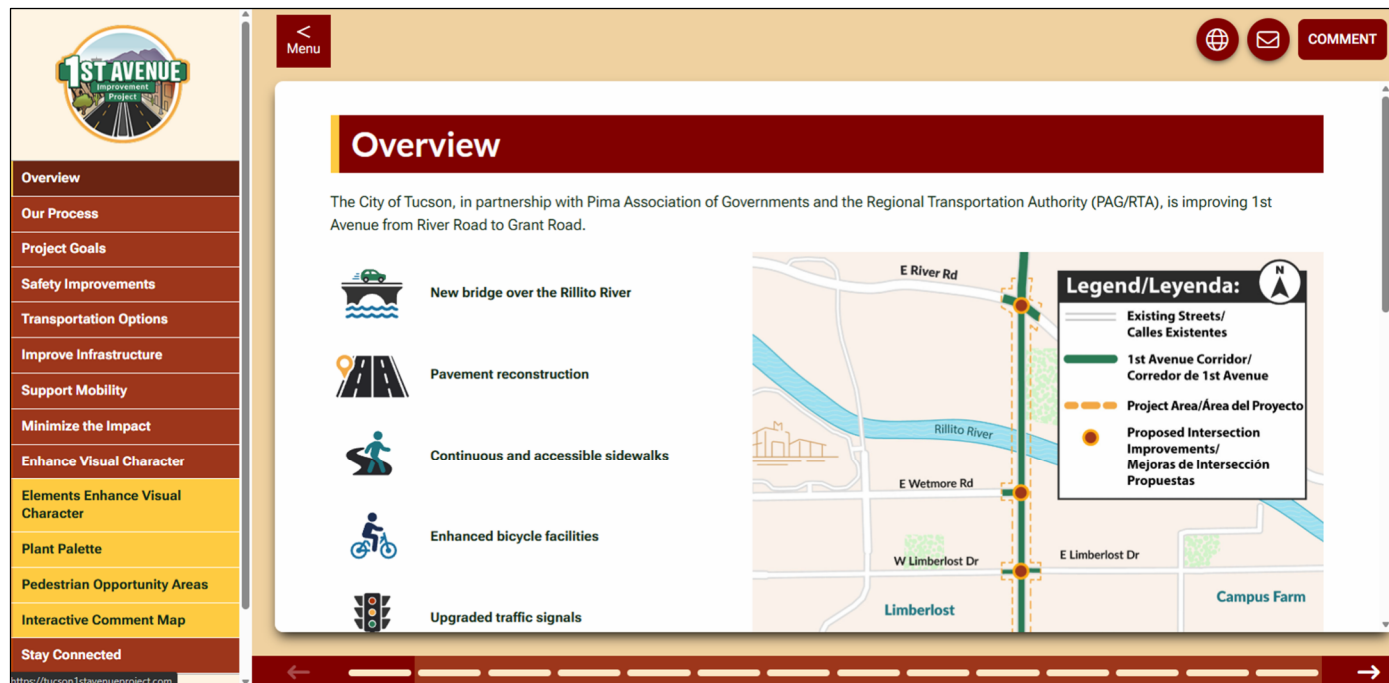 1ST AVENUE
Improvement
Project
Overview
Our Process
Project Goals
Safety Improvements
Transportation Options
Improve Infrastructure
Support Mobility
Minimize the Impact
Enhance Visual Character
Elements Enhance Visual
Character
Plant Palette
Pedestrian Opportunity Areas
Interactive Comment Map
Stay Connected
https://tucson1stavenueproject.com
<
Menu
COMMENT
Overview
The City of Tucson, in partnership with Pima Association of Governments and the Regional Transportation Authority (PAG/RTA), is improving 1st
Avenue from River Road to Grant Road.
New bridge over the Rillito River
Pavement reconstruction
Continuous and accessible sidewalks
Enhanced bicycle facilities
Upgraded traffic signals
E River Rd
Rillito River
E Wetmore Rd
W Limberlost Dr
E Limberlost Dr
Limberlost
Campus Farm
Legend/Leyenda:
N
Existing Streets/
Calles Existentes
1st Avenue Corridor/
Corredor de 1st Avenue
Project Area/Área del Proyecto
Proposed Intersection
Improvements/
Mejoras de Intersección
Propuestas